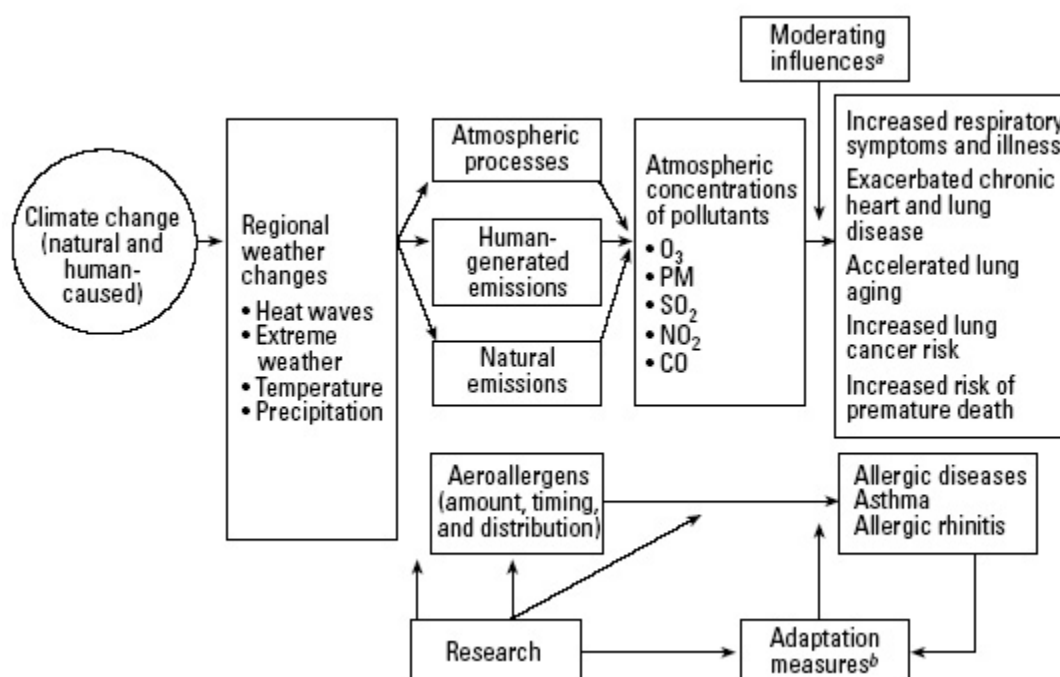 Moderating
influencesᵃ
Climate change
(natural and
human-
caused)
Regional
weather
changes
• Heat waves
• Extreme
weather
• Temperature
• Precipitation
Atmospheric
processes
Human-
generated
emissions
Natural
emissions
Atmospheric
concentrations
of pollutants
• O₃
• PM
• SO₂
• NO₂
• CO
Increased respiratory
symptoms and illness
Exacerbated chronic
heart and lung
disease
Accelerated lung
aging
Increased lung
cancer risk
Increased risk of
premature death
Aeroallergens
(amount, timing,
and distribution)
Allergic diseases
Asthma
Allergic rhinitis
Research
Adaptation
measuresᵇ